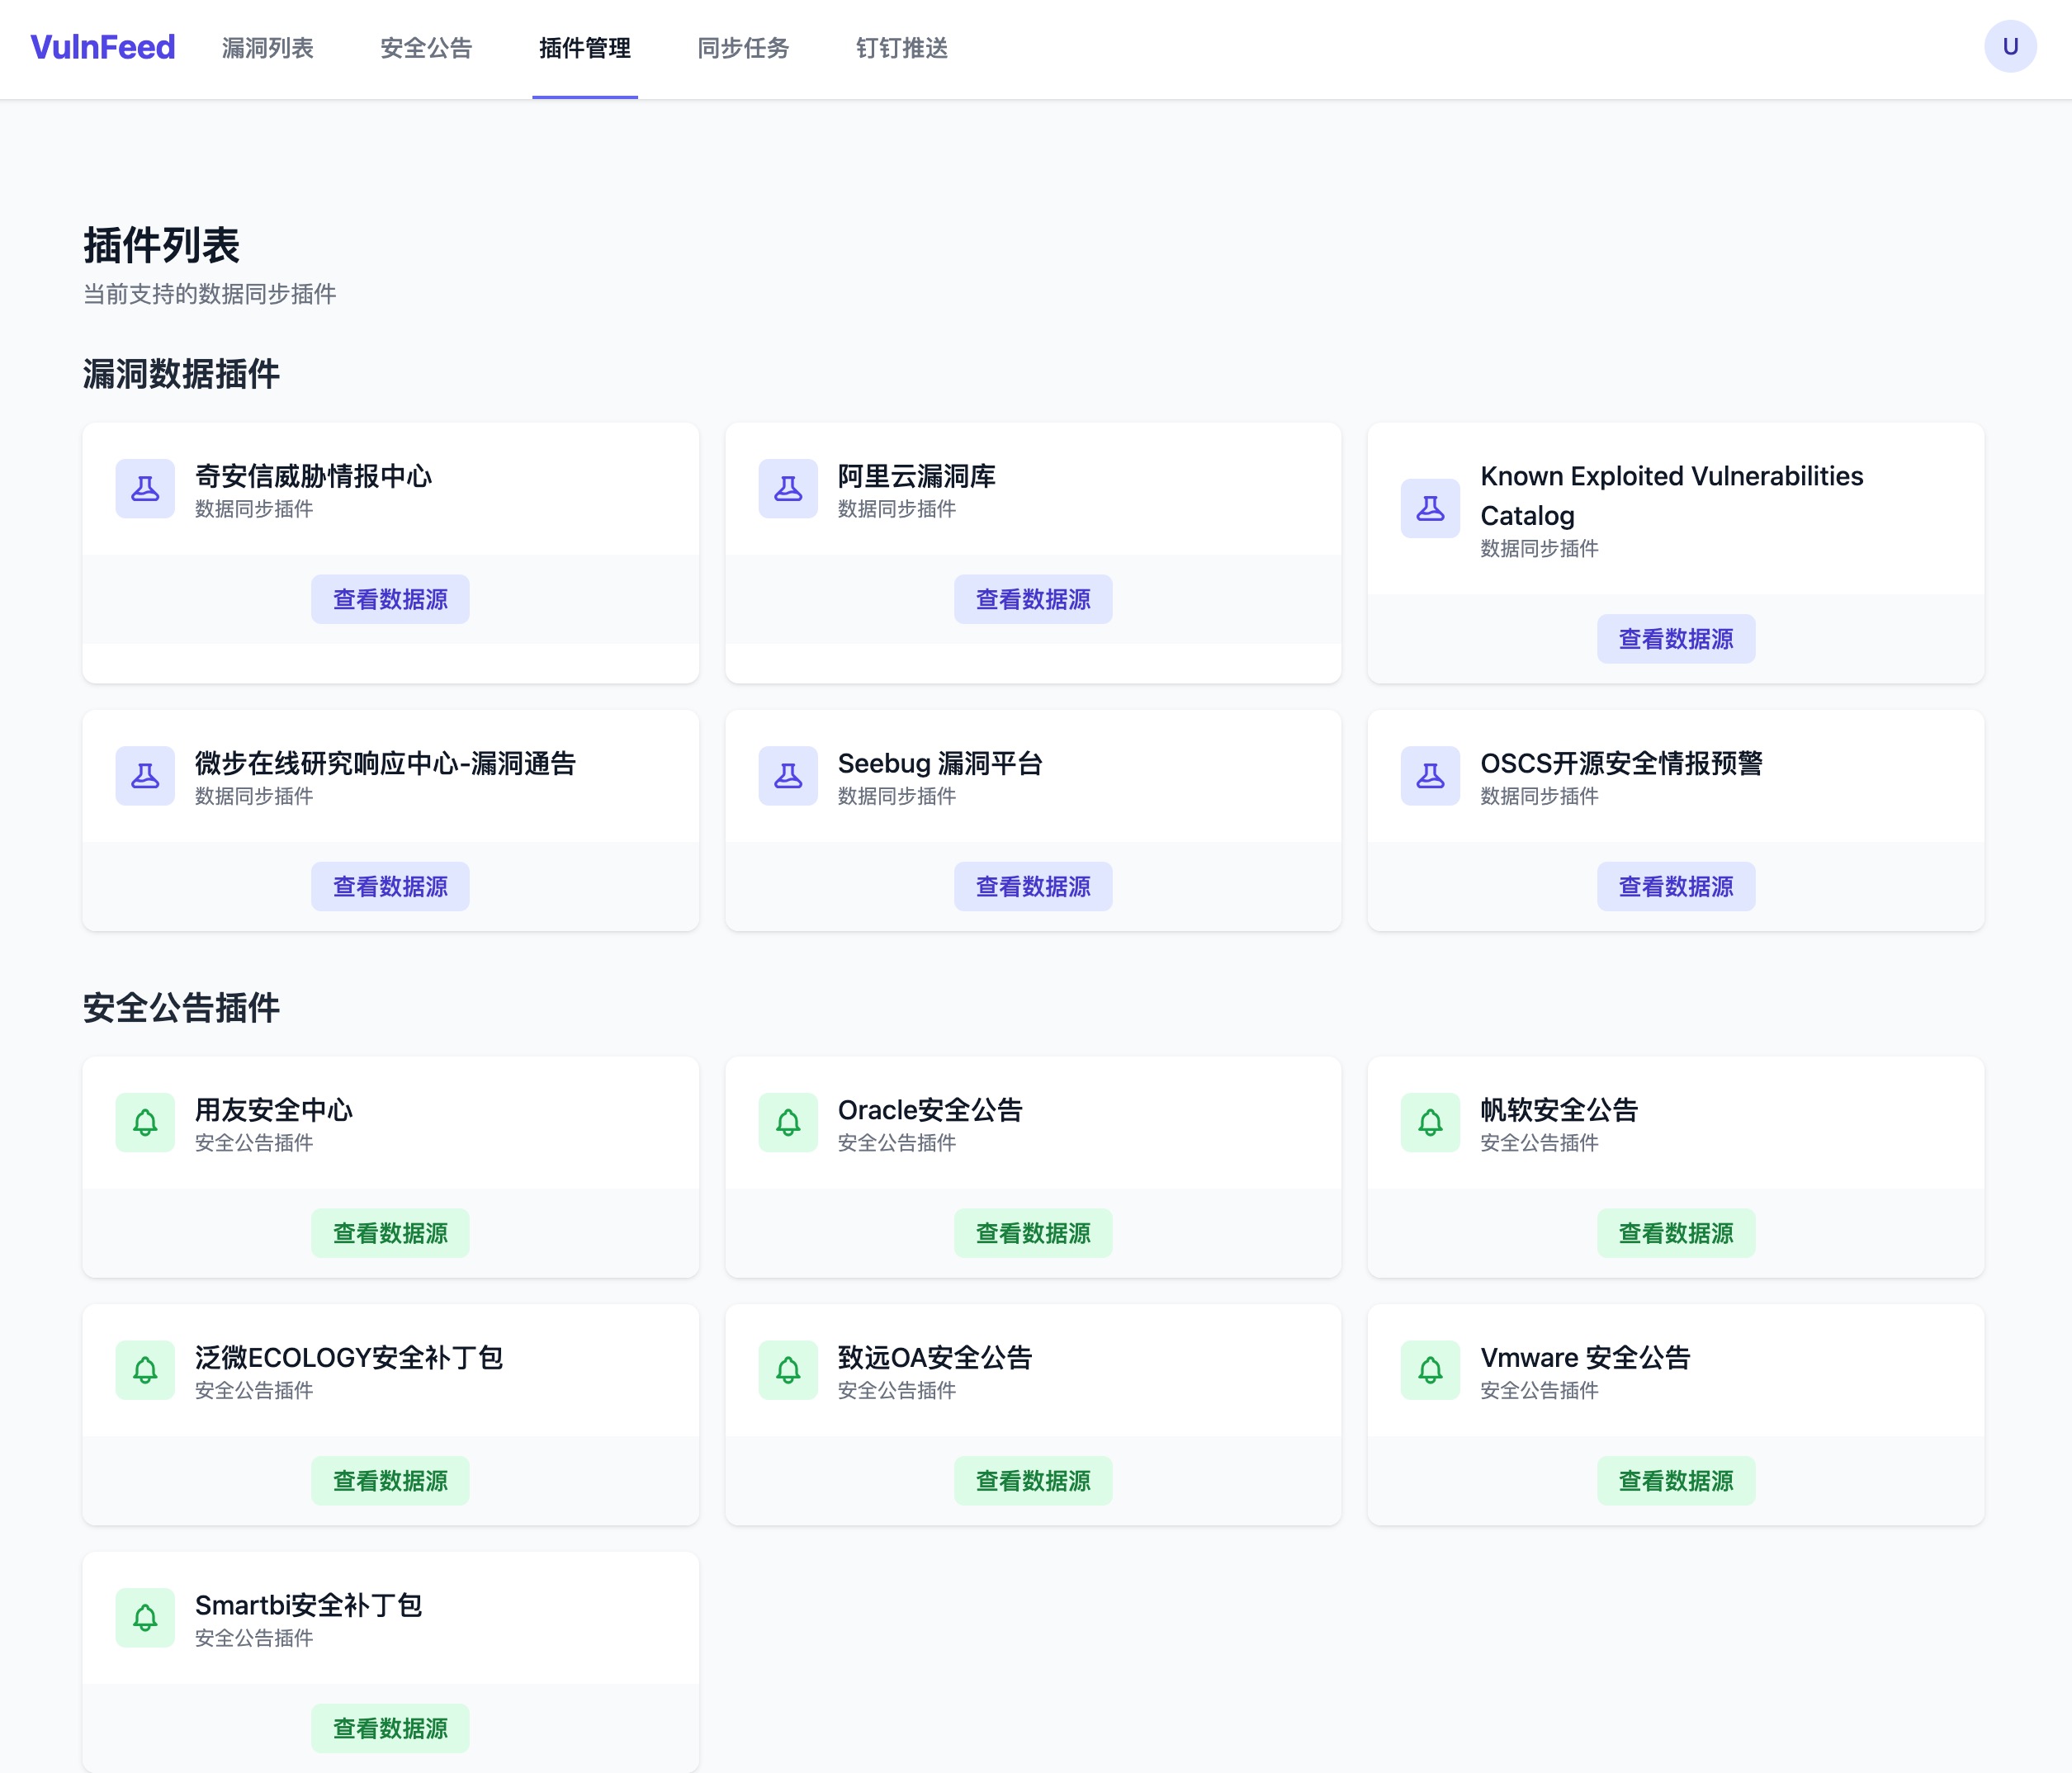 VulnFeed
漏洞列表
安全公告
插件管理
同步任务
钉钉推送
U
插件列表
当前支持的数据同步插件
漏洞数据插件
奇安信威胁情报中心
数据同步插件
查看数据源
阿里云漏洞库
数据同步插件
查看数据源
Known Exploited Vulnerabilities
Catalog
数据同步插件
查看数据源
微步在线研究响应中心-漏洞通告
数据同步插件
查看数据源
Seebug 漏洞平台
数据同步插件
查看数据源
OSCS开源安全情报预警
数据同步插件
查看数据源
安全公告插件
用友安全中心
安全公告插件
查看数据源
Oracle安全公告
安全公告插件
查看数据源
帆软安全公告
安全公告插件
查看数据源
泛微ECOLOGY安全补丁包
安全公告插件
查看数据源
致远OA安全公告
安全公告插件
查看数据源
Vmware 安全公告
安全公告插件
查看数据源
Smartbi安全补丁包
安全公告插件
查看数据源